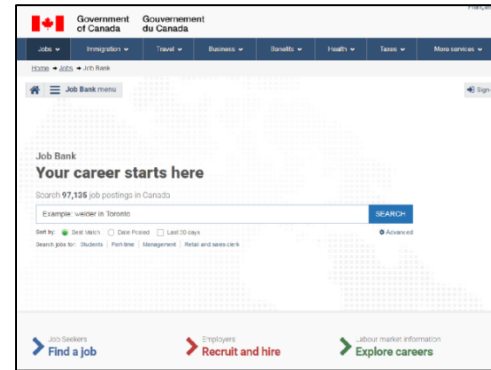 Français
Government Gouvernement
of Canada du Canada
Jobs Immigration Travel Business Benefits Health Taxes More services
Home Jobs Job Bank
Job Bank menu
Sign
Job Bank
Your career starts here
Search 97,135 job postings in Canada
Example: welder in Toronto SEARCH
Sort by: Best Match Date Posted Last 30 days Advanced
Search jobs for: Students Part-time Management Retail and sales clerk
Job Seekers Employers Labour market information
Find a job Recruit and hire Explore careers